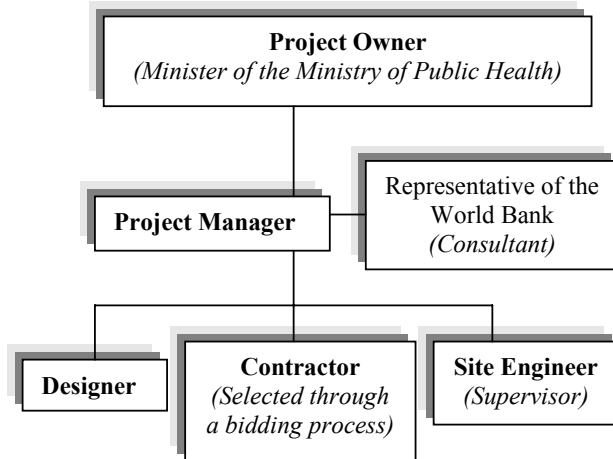 Project Owner
(Minister of the Ministry of Public Health)
Representative of the
World Bank
(Consultant)
Project Manager
Designer
Contractor
(Selected through
a bidding process)
Site Engineer
(Supervisor)